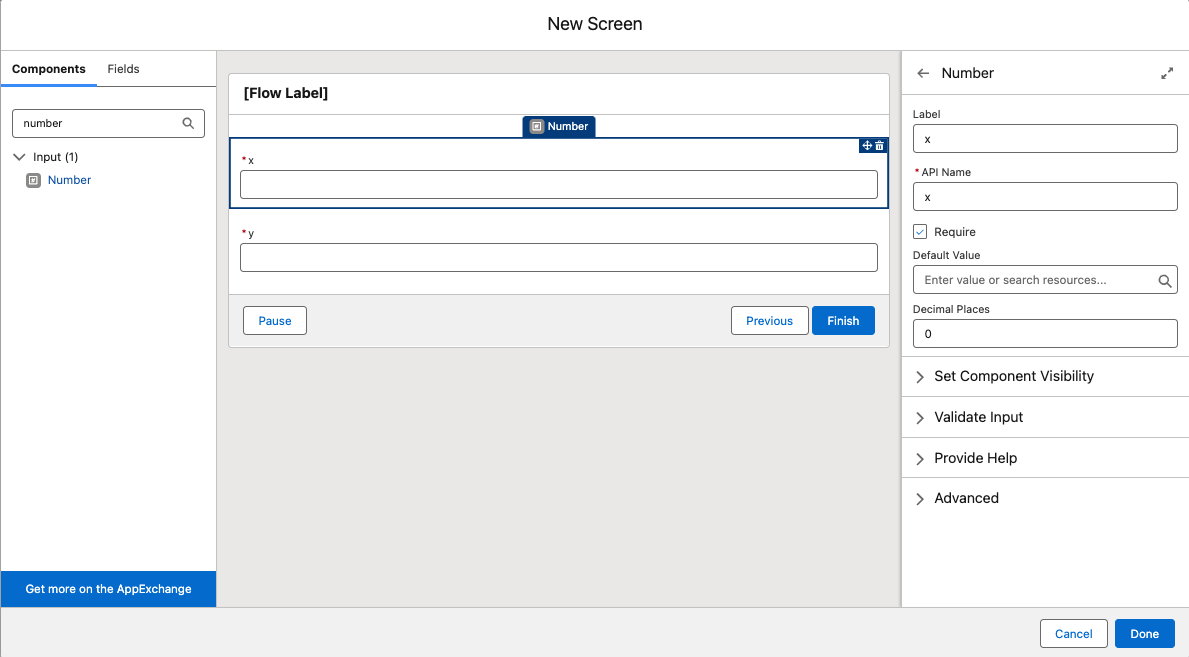 New Screen
Components Fields
number
Input (1)
Number
Get more on the AppExchange
[Flow Label]
Number
* x
* y
Pause Previous Finish
Number
Label
x
* API Name
x
Require
Default Value
Enter value or search resources...
Decimal Places
0
Set Component Visibility
Validate Input
Provide Help
Advanced
Cancel Done